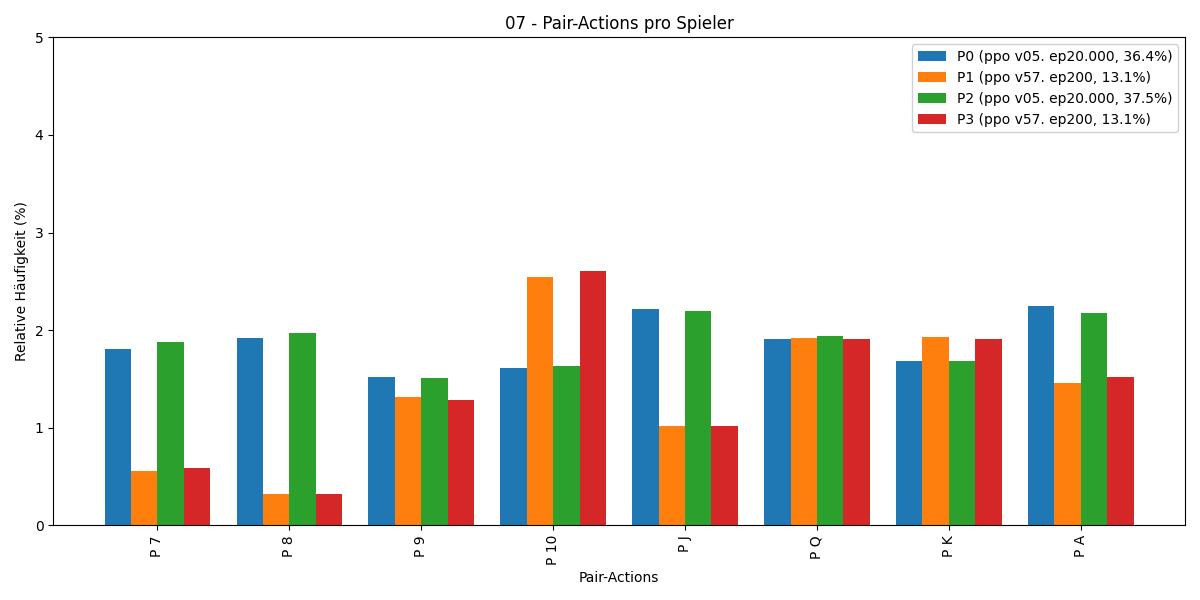 07 - Pair-Actions pro Spieler
P0 (ppo v05. ep20.000, 36.4%)
P1 (ppo v57. ep200, 13.1%)
P2 (ppo v05. ep20.000, 37.5%)
P3 (ppo v57. ep200, 13.1%)
Relative Häufigkeit (%)
5
4
3
2
1
0
P 7
P 8
P 9
P 10
P J
P Q
P K
P A
Pair-Actions